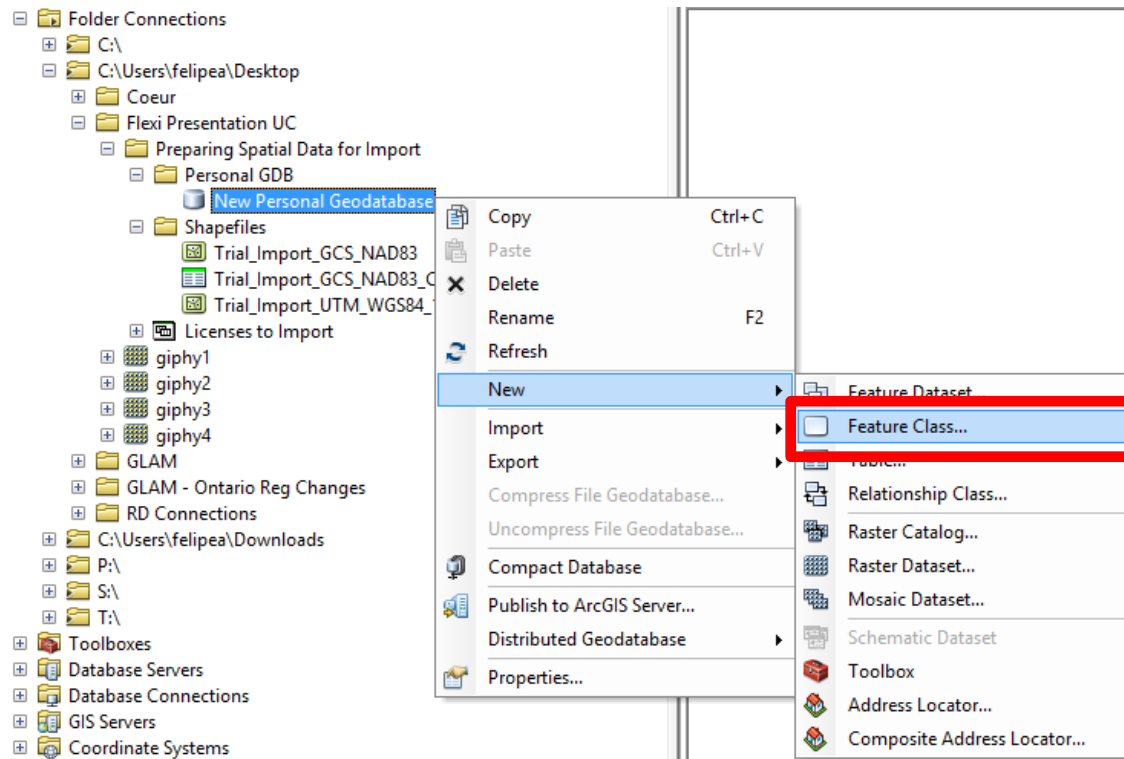 Folder Connections
C:\
C:\Users\felipea\Desktop
Coeur
Flexi Presentation UC
Preparing Spatial Data for Import
Personal GDB
New Personal Geodatabase
Shapefiles
Trial_Import_GCS_NAD83
Trial_Import_GCS_NAD83_C
Trial_Import_UTM_WGS84_
Licenses to Import
giphy1
giphy2
giphy3
giphy4
GLAM
GLAM - Ontario Reg Changes
RD Connections
C:\Users\felipea\Downloads
P:\
S:\
T:\
Toolboxes
Database Servers
Database Connections
GIS Servers
Coordinate Systems
Copy Ctrl+C
Paste Ctrl+V
Delete
Rename F2
Refresh
New
Import
Export
Compress File Geodatabase...
Uncompress File Geodatabase...
Compact Database
Publish to ArcGIS Server...
Distributed Geodatabase
Properties...
Feature Dataset...
Feature Class...
Table...
Relationship Class...
Raster Catalog...
Raster Dataset...
Mosaic Dataset...
Schematic Dataset
Toolbox
Address Locator...
Composite Address Locator...